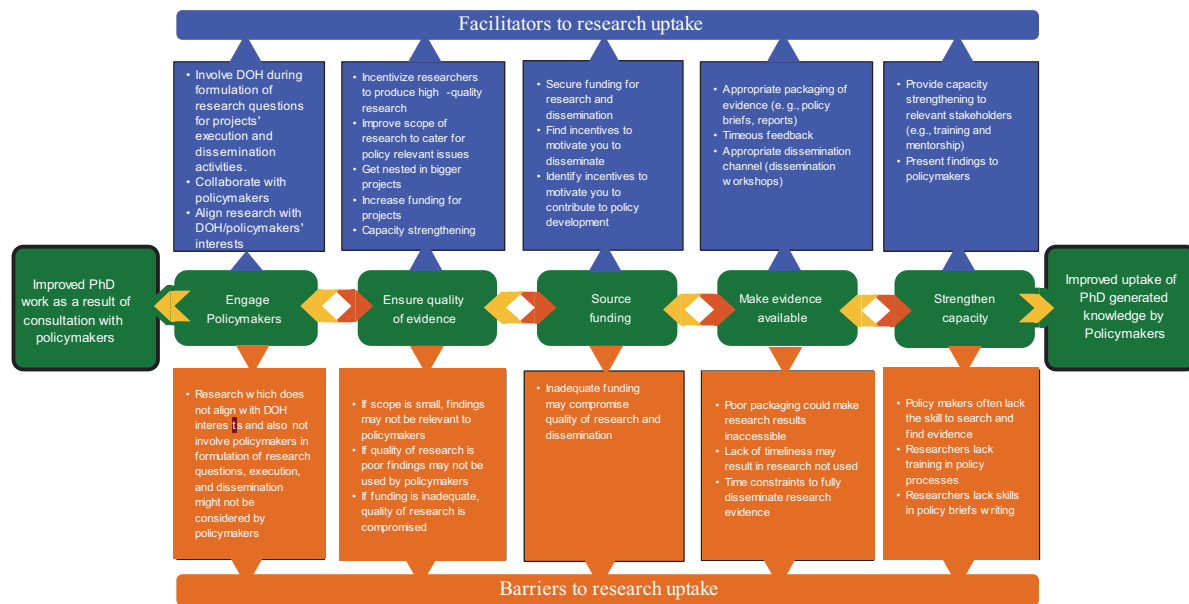 Facilitators to research uptake
• Involve DOH during
formulation of
research questions
for projects'
execution and
dissemination
activities.
• Collaborate with
policymakers
• Align research with
DOH/policymakers'
interests
• Incentivize researchers
to produce high -quality
research
• Improve scope of
research to cater for
policy relevant issues
• Get nested in bigger
projects
• Increase funding for
projects
• Capacity strengthening
• Secure funding for
research and
dissemination
• Find incentives to
motivate you to
disseminate
• Identify incentives to
motivate you to
contribute to policy
development
• Appropriate packaging of
evidence (e. g., policy
briefs, reports)
• Timeous feedback
• Appropriate dissemination
channel (dissemination
workshops)
• Provide capacity
strengthening to
relevant stakeholders
(e.g., training and
mentorship)
• Present findings to
policymakers
Improved PhD
work as a result of
consultation with
policymakers
Engage
Policymakers
Ensure quality
of evidence
Source
funding
Make evidence
available
Strengthen
capacity
Improved uptake of
PhD generated
knowledge by
Policymakers
• Research which does
not align with DOH
interests and also not
involve policymakers in
formulation of research
questions, execution,
and dissemination
might not be
considered by
policymakers
• If scope is small, findings
may not be relevant to
policymakers
• If quality of research is
poor findings may not be
used by policymakers
• If funding is inadequate,
quality of research is
compromised
• Inadequate funding
may compromise
quality of research and
dissemination
• Poor packaging could make
research results
inaccessible
• Lack of timeliness may
result in research not used
• Time constraints to fully
disseminate research
evidence
• Policy makers often lack
the skill to search and
find evidence
• Researchers lack
training in policy
processes
• Researchers lack skills
in policy briefs writing
Barriers to research uptake